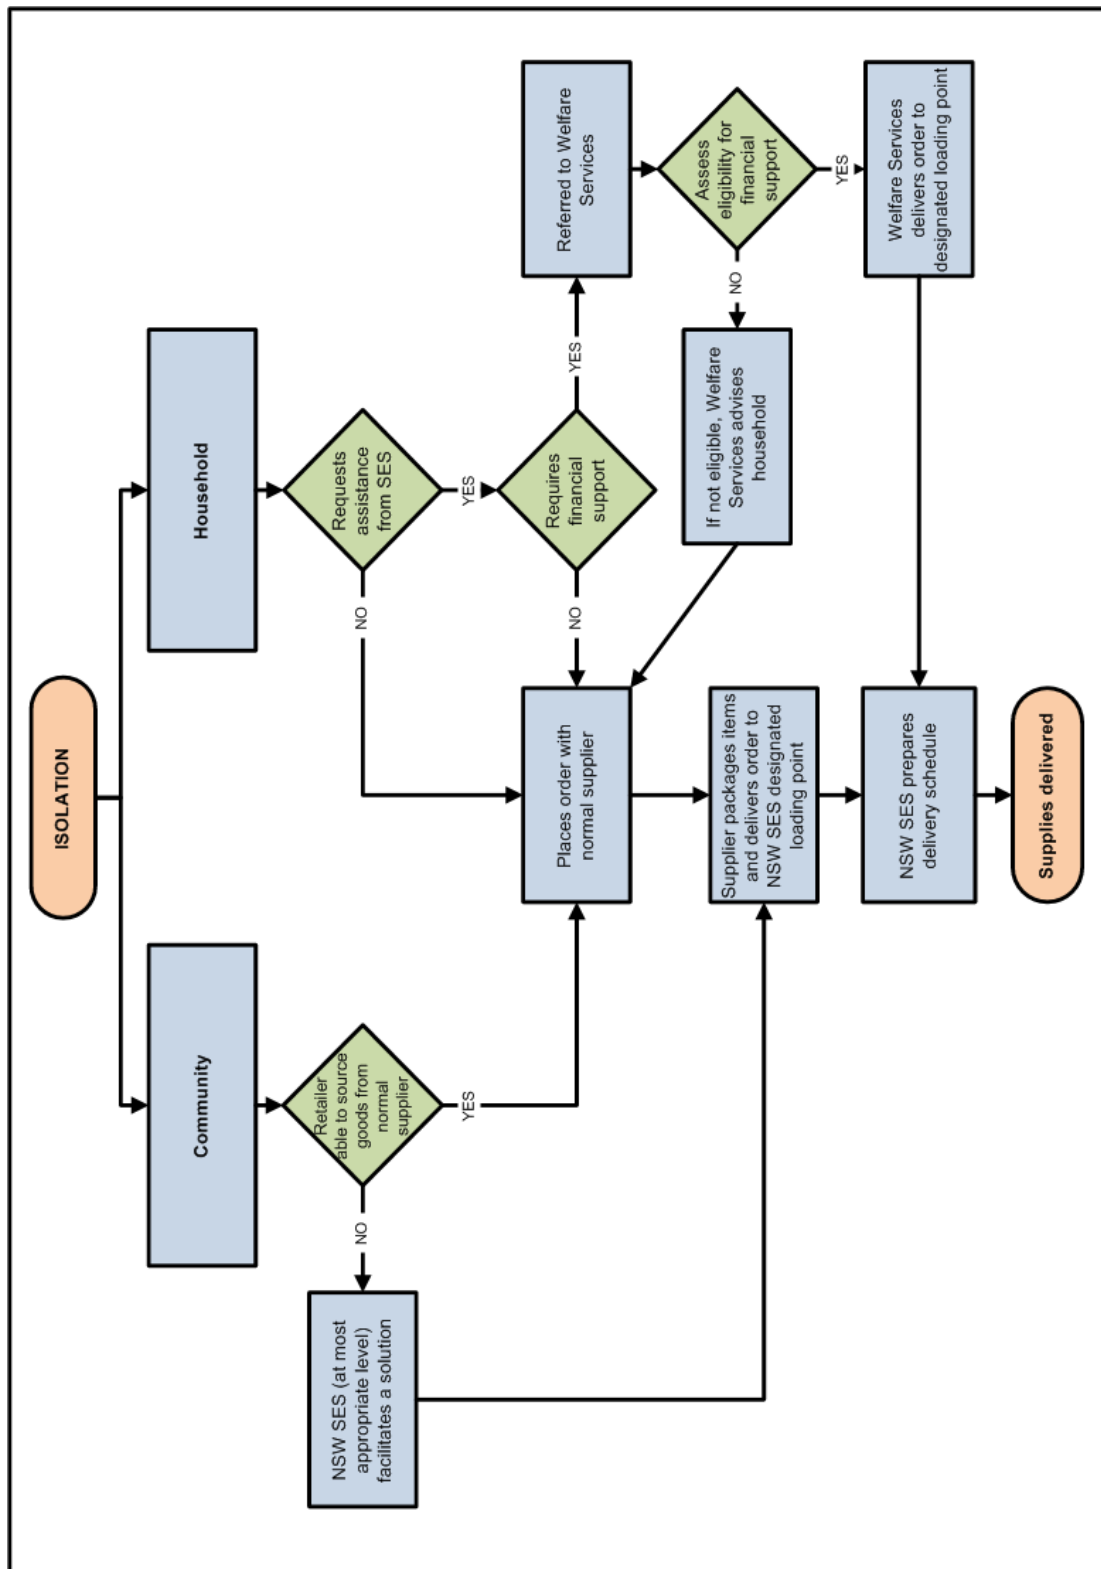 ISOLATION
Community
Household
Retailer
able to source
goods from
normal
supplier
Requests
assistance
from SES
NO
YES
NO
YES
NSW SES (at most
appropriate level)
facilitates a solution
Requires
financial
support
NO
YES
Places order with
normal supplier
Referred to Welfare
Services
If not eligible, Welfare
Services advises
household
NO
Assess
eligibility for
financial
support
YES
Supplier packages items
and delivers order to
NSW SES designated
loading point
Welfare Services
delivers order to
designated loading point
NSW SES prepares
delivery schedule
Supplies delivered